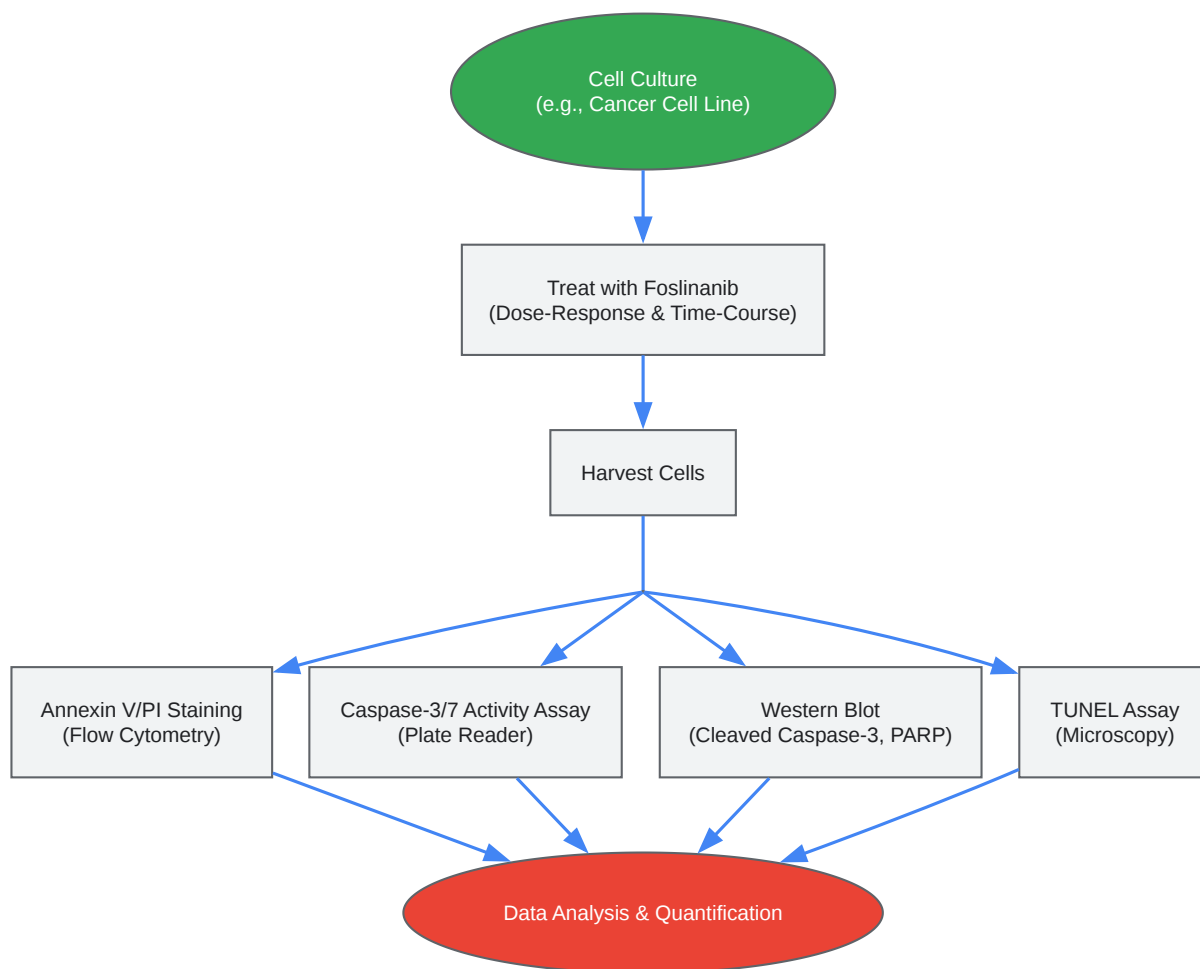 Cell Culture
(e.g., Cancer Cell Line)
Treat with Foslinanib
(Dose-Response & Time-Course)
Harvest Cells
Annexin V/PI Staining
(Flow Cytometry)
Caspase-3/7 Activity Assay
(Plate Reader)
Western Blot
(Cleaved Caspase-3, PARP)
TUNEL Assay
(Microscopy)
Data Analysis & Quantification